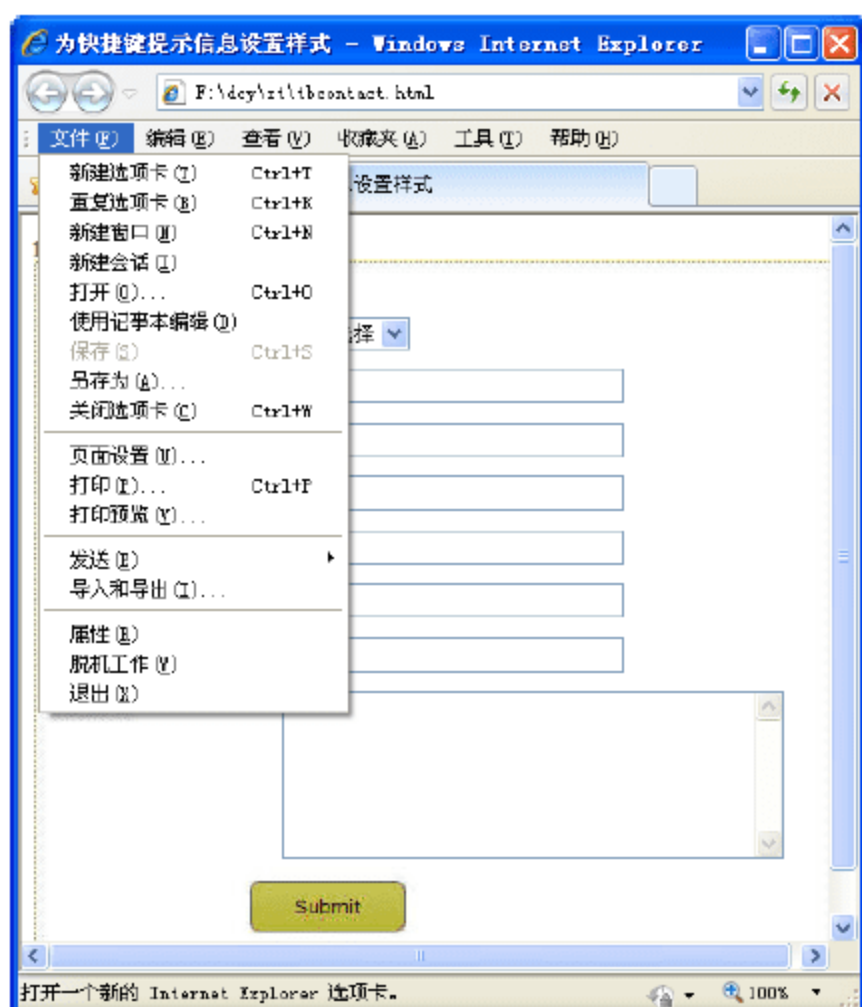 为快捷键提示信息设置样式 - Windows Internet Explorer
F:\dcy\zt\tbcontact.html
文件(F) 编辑(E) 查看(V) 收藏夹(A) 工具(T) 帮助(H)
设置样式
新建选项卡(T) Ctrl+T
重复选项卡(B) Ctrl+K
新建窗口(N) Ctrl+N
新建会话(I)
打开(O)... Ctrl+O
使用记事本编辑(D)
保存(S) Ctrl+S
另存为(A)...
关闭选项卡(C) Ctrl+W
择
页面设置(U)...
打印(P)... Ctrl+P
打印预览(V)...
发送(E)
导入和导出(I)...
属性(R)
脱机工作(W)
退出(X)
Submit
打开一个新的 Internet Explorer 选项卡。
100%